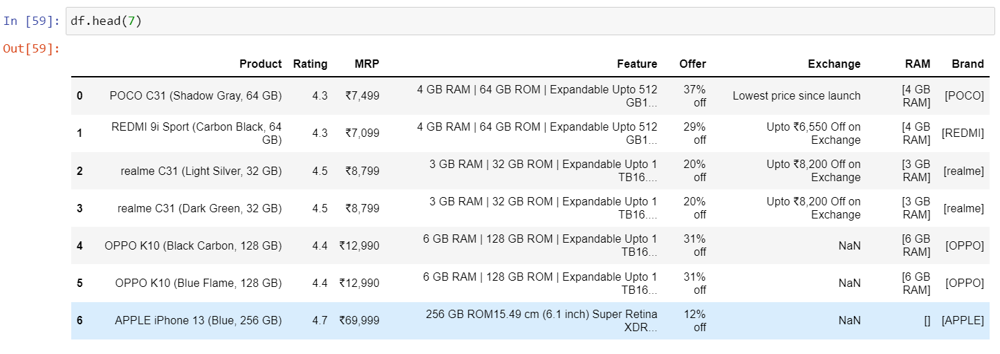 In [59]: df.head(7)
Out[59]:
Product Rating MRP Feature Offer Exchange RAM Brand
0 POCO C31 (Shadow Gray, 64 GB) 4.3 ₹7,499 4 GB RAM | 64 GB ROM | Expandable Upto 512 GB1... 37% off Lowest price since launch [4 GB RAM] [POCO]
1 REDMI 9i Sport (Carbon Black, 64 GB) 4.3 ₹7,099 4 GB RAM | 64 GB ROM | Expandable Upto 512 GB1... 29% off Upto ₹6,550 Off on Exchange [4 GB RAM] [REDMI]
2 realme C31 (Light Silver, 32 GB) 4.5 ₹8,799 3 GB RAM | 32 GB ROM | Expandable Upto 1 TB16.... 20% off Upto ₹8,200 Off on Exchange [3 GB RAM] [realme]
3 realme C31 (Dark Green, 32 GB) 4.5 ₹8,799 3 GB RAM | 32 GB ROM | Expandable Upto 1 TB16.... 20% off Upto ₹8,200 Off on Exchange [3 GB RAM] [realme]
4 OPPO K10 (Black Carbon, 128 GB) 4.4 ₹12,990 6 GB RAM | 128 GB ROM | Expandable Upto 1 TB16... 31% off NaN [6 GB RAM] [OPPO]
5 OPPO K10 (Blue Flame, 128 GB) 4.4 ₹12,990 6 GB RAM | 128 GB ROM | Expandable Upto 1 TB16... 31% off NaN [6 GB RAM] [OPPO]
6 APPLE iPhone 13 (Blue, 256 GB) 4.7 ₹69,999 256 GB ROM15.49 cm (6.1 inch) Super Retina XDR... 12% off NaN [] [APPLE]